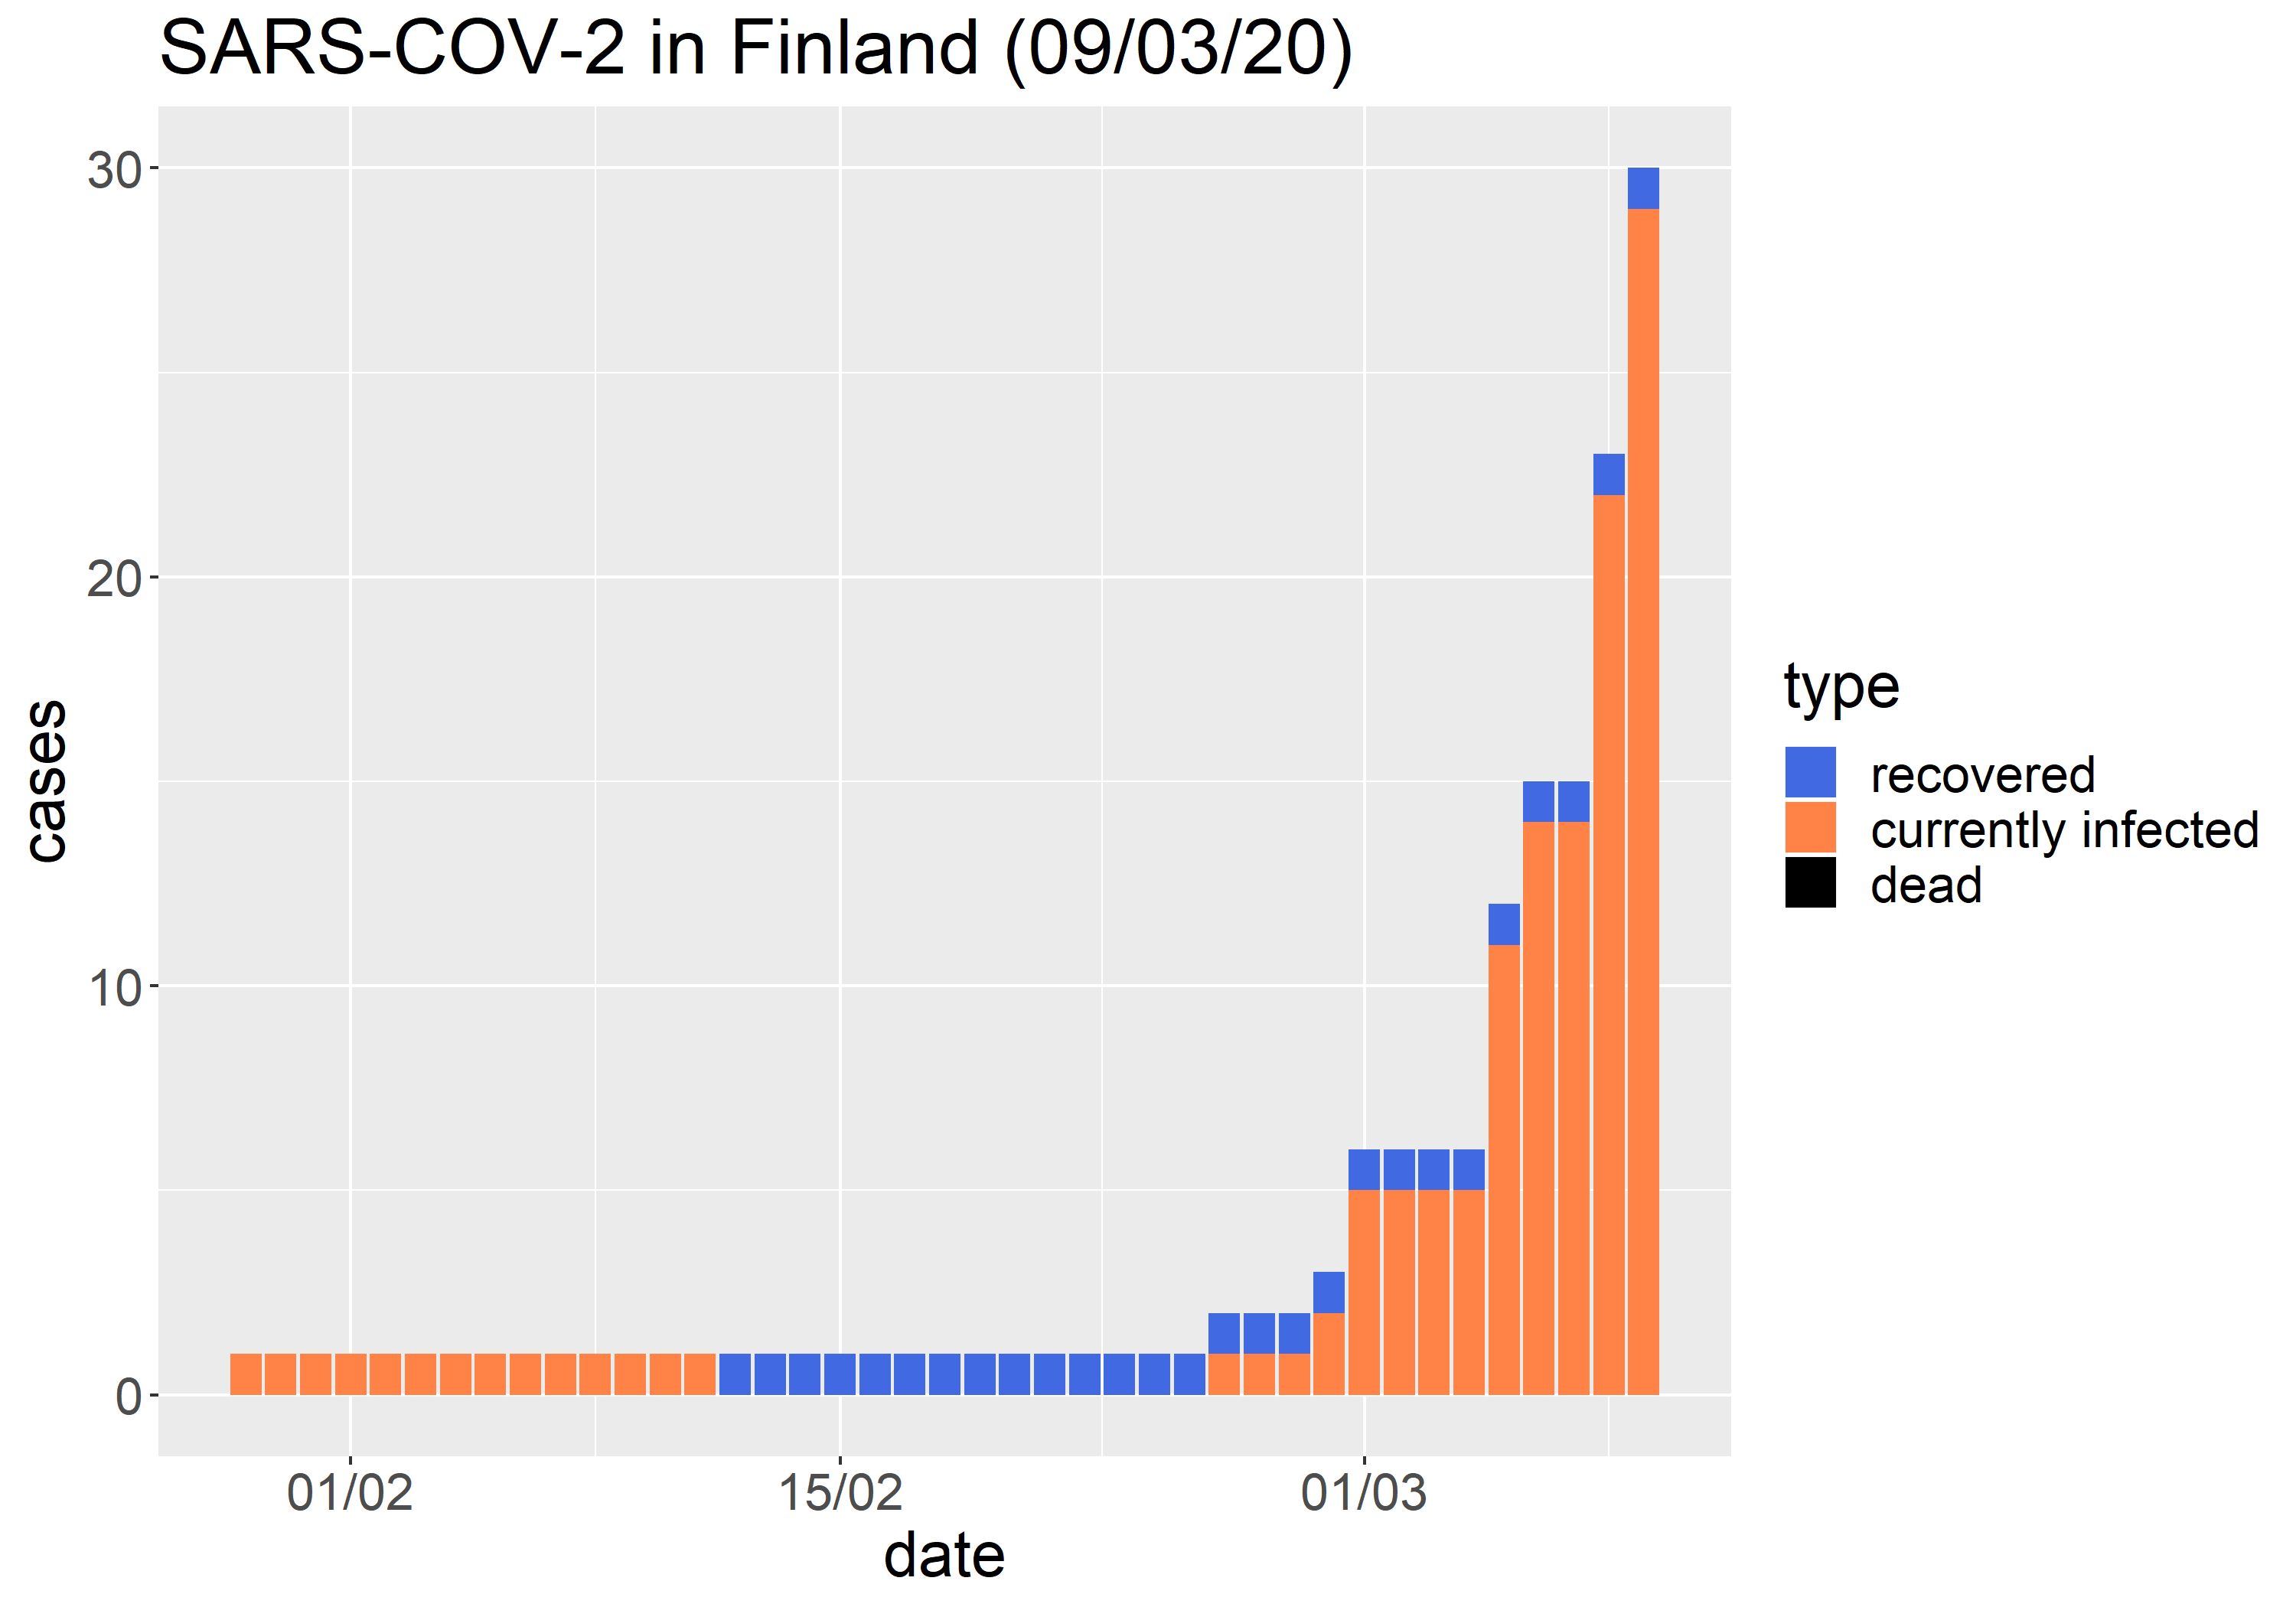 SARS-COV-2 in Finland (09/03/20)
30
20
10
0
cases
01/02
15/02
01/03
date
type
recovered
currently infected
dead